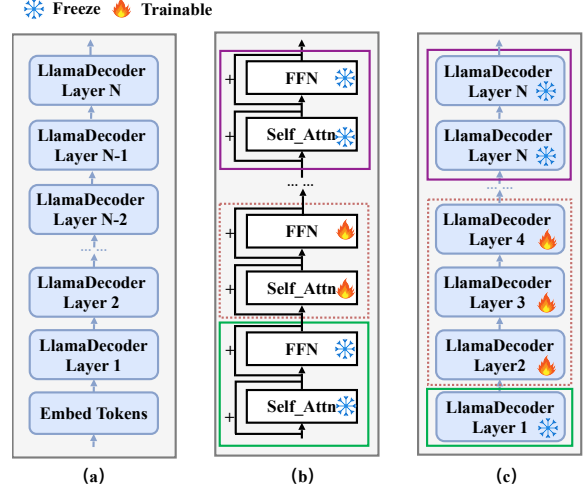 Freeze Trainable
LlamaDecoder
Layer N
LlamaDecoder
Layer N-1
LlamaDecoder
Layer N-2
... ...
LlamaDecoder
Layer 2
LlamaDecoder
Layer 1
Embed Tokens
(a)
+ FFN
+ Self_Attn
... ...
+ FFN
+ Self_Attn
+ FFN
+ Self_Attn
(b)
LlamaDecoder
Layer N
LlamaDecoder
Layer N
... ...
LlamaDecoder
Layer 4
LlamaDecoder
Layer 3
LlamaDecoder
Layer2
LlamaDecoder
Layer 1
(c)